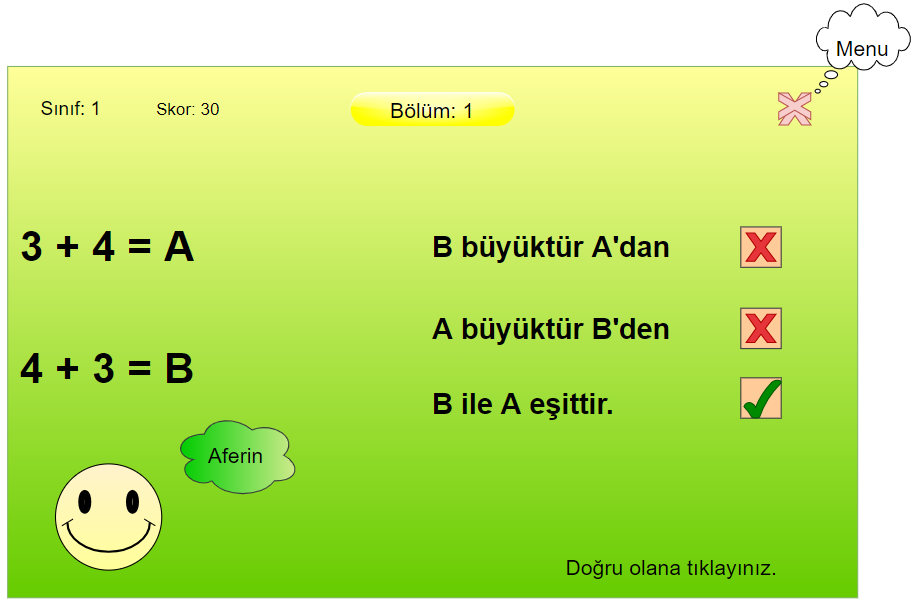 Menu
Sınıf: 1
Skor: 30
Bölüm: 1
3 + 4 = A
B büyüktür A'dan
A büyüktür B'den
4 + 3 = B
B ile A eşittir.
Aferin
Doğru olana tıklayınız.